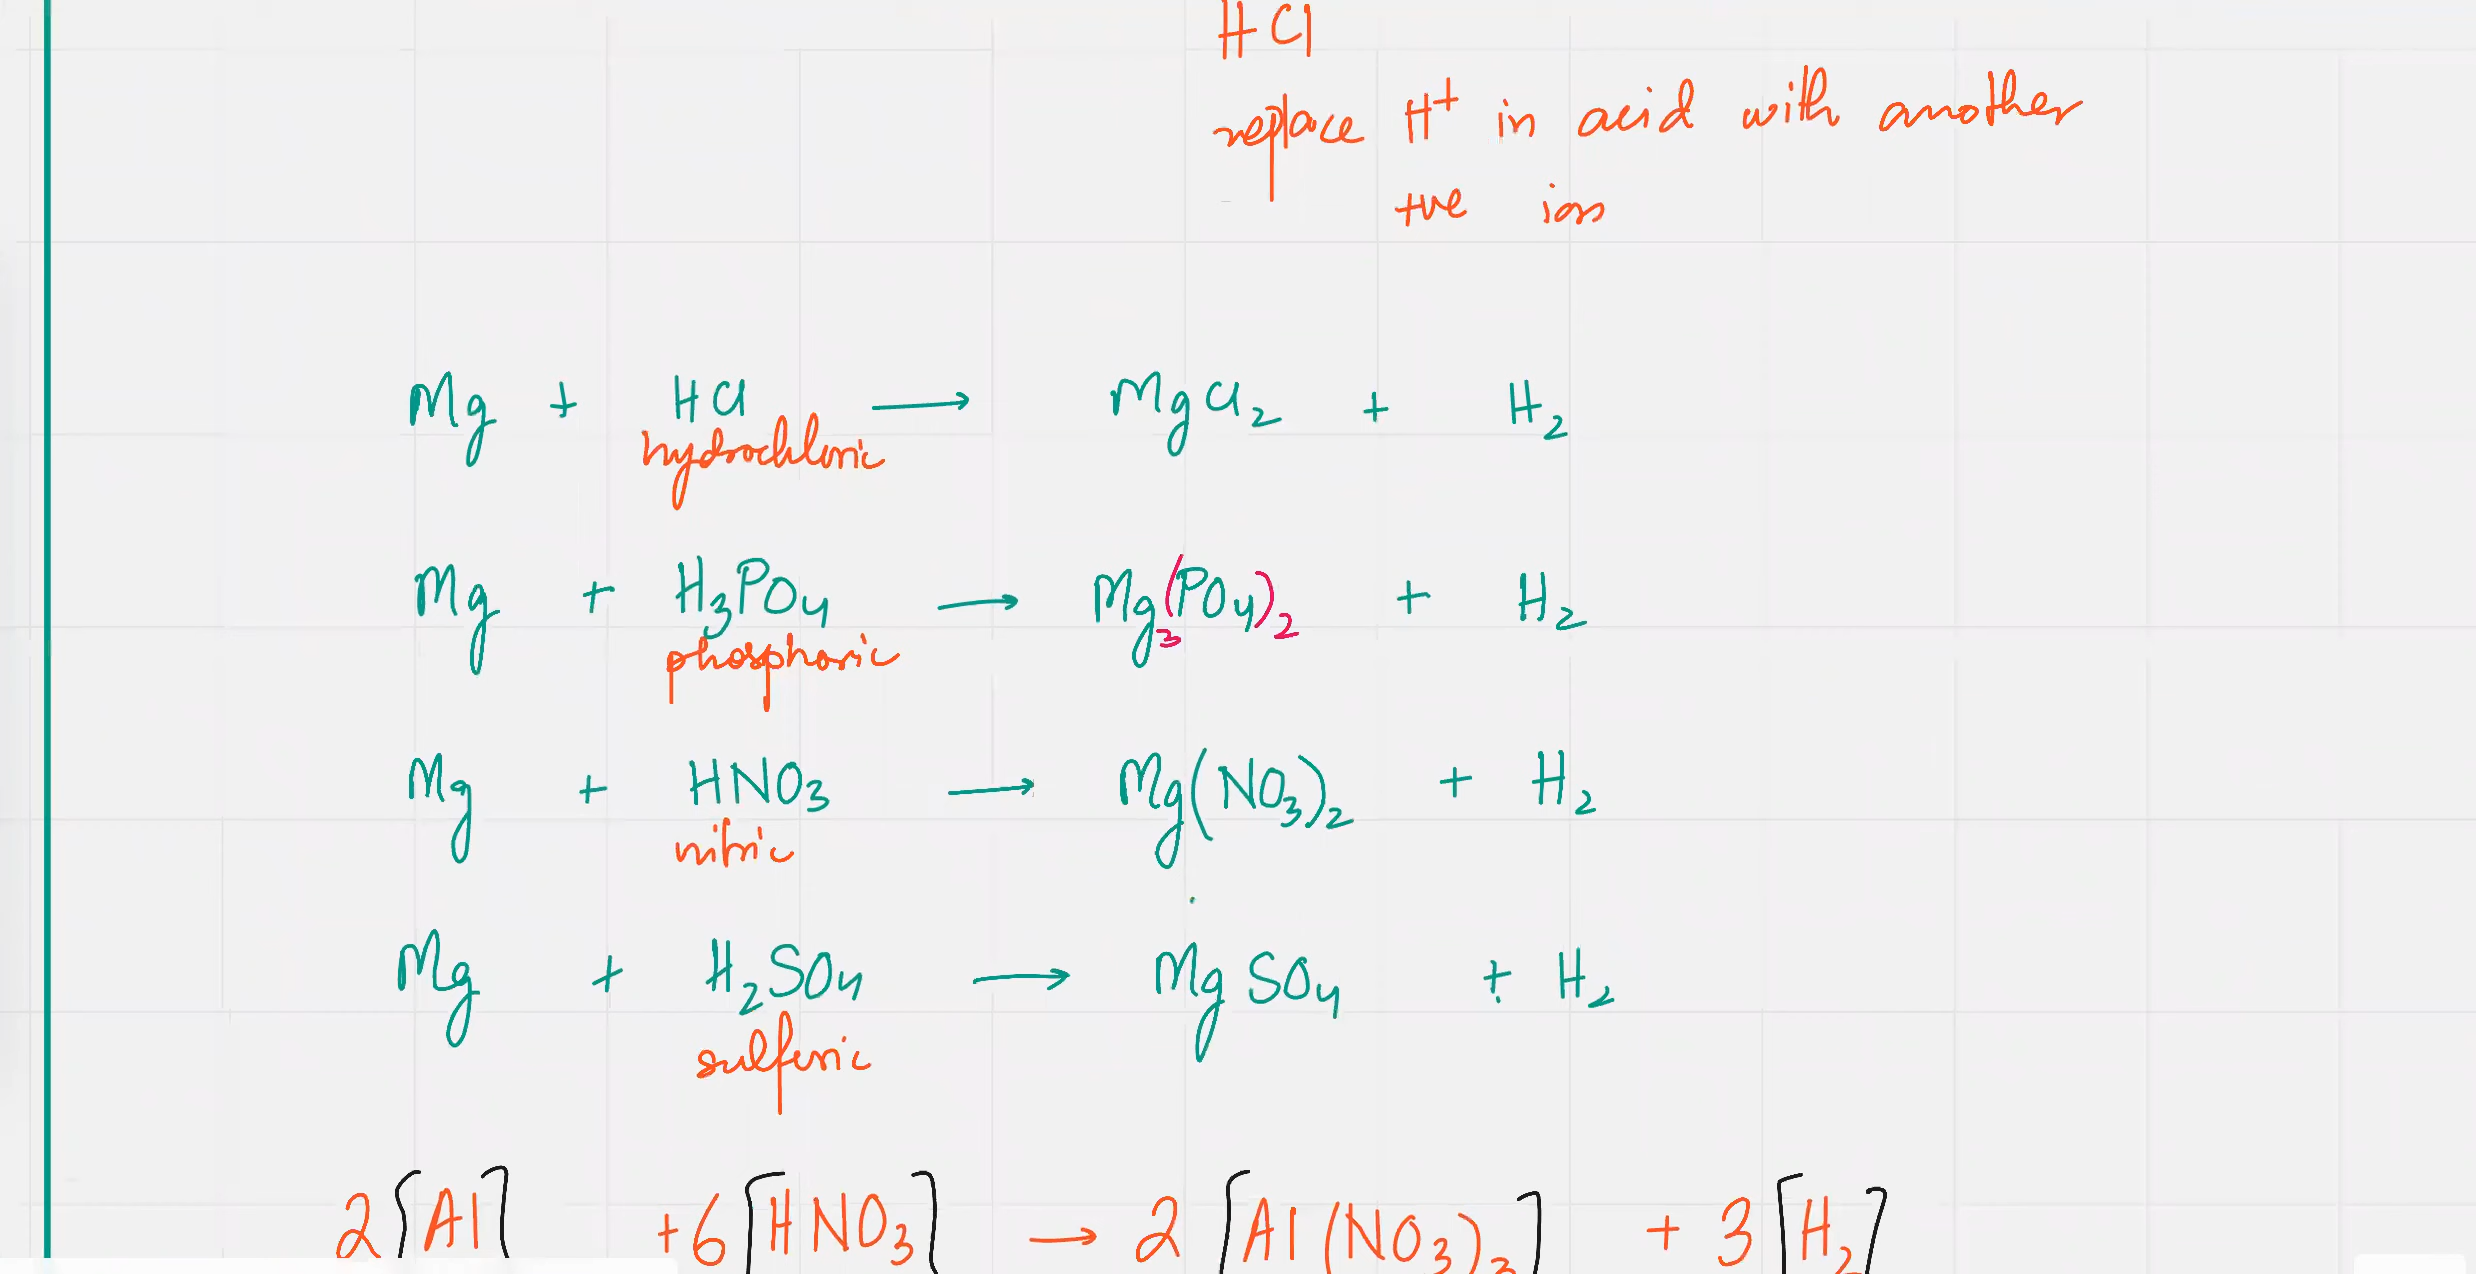 HCl
replace H⁺ in acid with another
+ve ion
Mg + HCl → MgCl₂ + H₂
hydrochloric
Mg + H₃PO₄ → Mg₃(PO₄)₂ + H₂
phosphoric
Mg + HNO₃ → Mg(NO₃)₂ + H₂
nitric
Mg + H₂SO₄ → MgSO₄ + H₂
sulfuric
2[Al] + 6[HNO₃] → 2[Al(NO₃)₃] + 3[H₂]